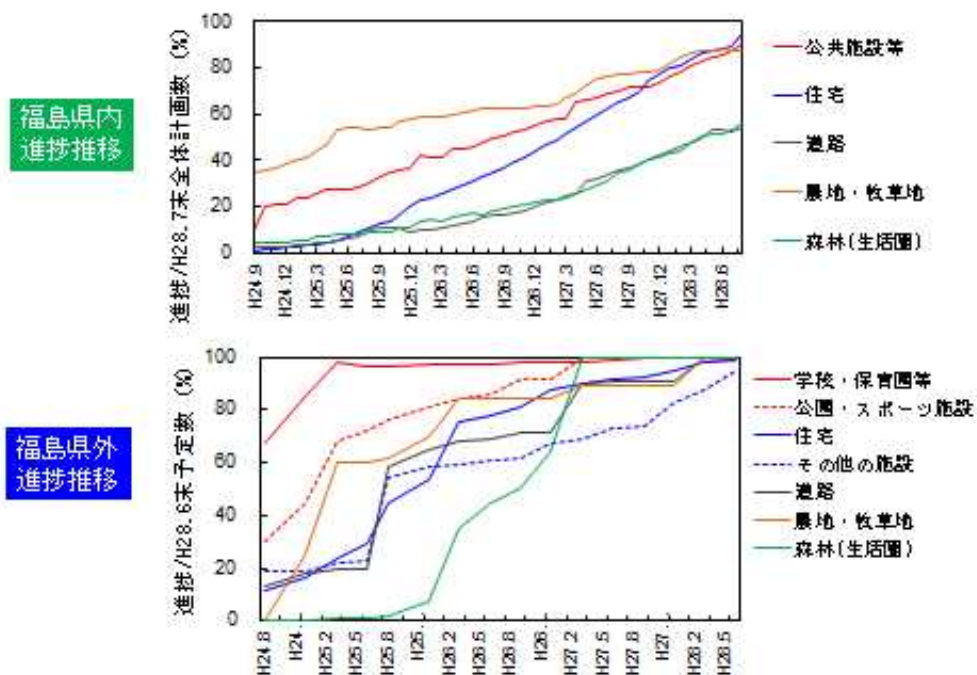 福島県内
進捗推移
進捗/H28.7末全体計画数 (%)
100
80
60
40
20
0
H24.9
H24.12
H25.3
H25.6
H25.9
H25.12
H26.3
H26.6
H26.9
H26.12
H27.3
H27.6
H27.9
H27.12
H28.3
H28.6
公共施設等
住宅
道路
農地・牧草地
森林(生活圏)
福島県外
進捗推移
進捗/H28.6末予定数 (%)
100
80
60
40
20
0
H24.8
H24.
H25.2
H25.5
H25.8
H25.
H26.2
H26.5
H26.8
H26.
H27.2
H27.5
H27.8
H27.
H28.2
H28.5
学校・保育園等
公園・スポーツ施設
住宅
その他の施設
道路
農地・牧草地
森林(生活圏)